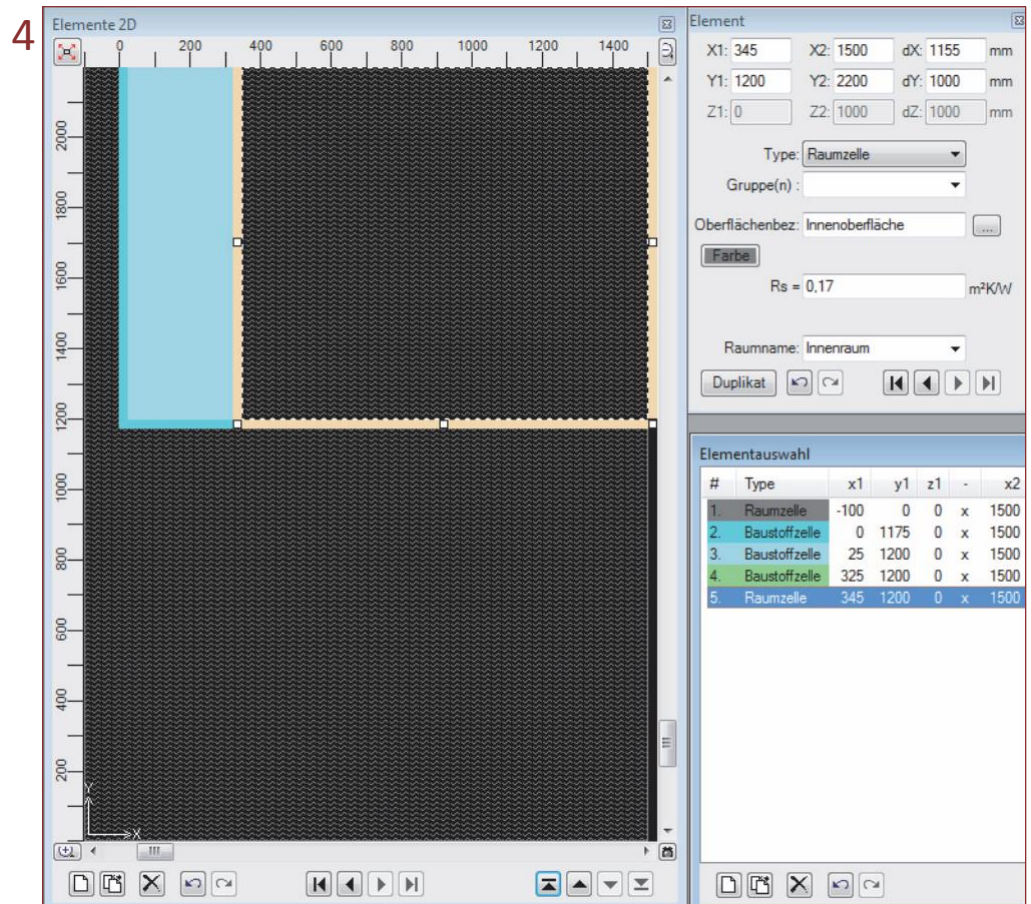 4
Elemente 2D
0 200 400 600 800 1000 1200 1400
2000
1800
1600
1400
1200
1000
800
600
400
200
Y
X
Element
X1: 345 X2: 1500 dX: 1155 mm
Y1: 1200 Y2: 2200 dY: 1000 mm
Z1: 0 Z2: 1000 dZ: 1000 mm
Type: Raumzelle
Gruppe(n) :
Oberflächenbez: Innenoberfläche ...
Farbe
Rs = 0,17 m²K/W
Raumname: Innenraum
Duplikat
Elementauswahl
# Type x1 y1 z1 - x2
1. Raumzelle -100 0 0 x 1500
2. Baustoffzelle 0 1175 0 x 1500
3. Baustoffzelle 25 1200 0 x 1500
4. Baustoffzelle 325 1200 0 x 1500
5. Raumzelle 345 1200 0 x 1500